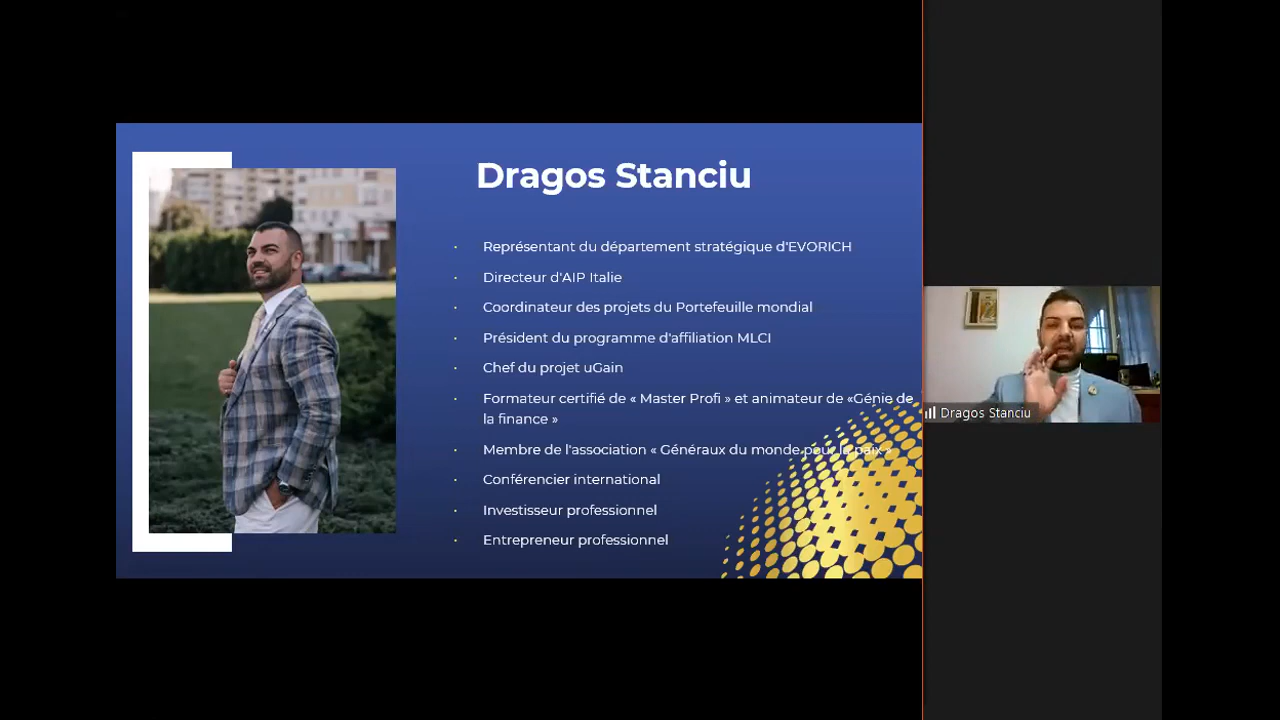 Dragos Stanciu
· Représentant du département stratégique d'EVORICH
· Directeur d'AIP Italie
· Coordinateur des projets du Portefeuille mondial
· Président du programme d'affiliation MLCI
· Chef du projet uGain
· Formateur certifié de « Master Profi » et animateur de «Génie de
la finance »
· Membre de l'association « Généraux du monde pour la paix »
· Conférencier international
· Investisseur professionnel
· Entrepreneur professionnel
Dragos Stanciu